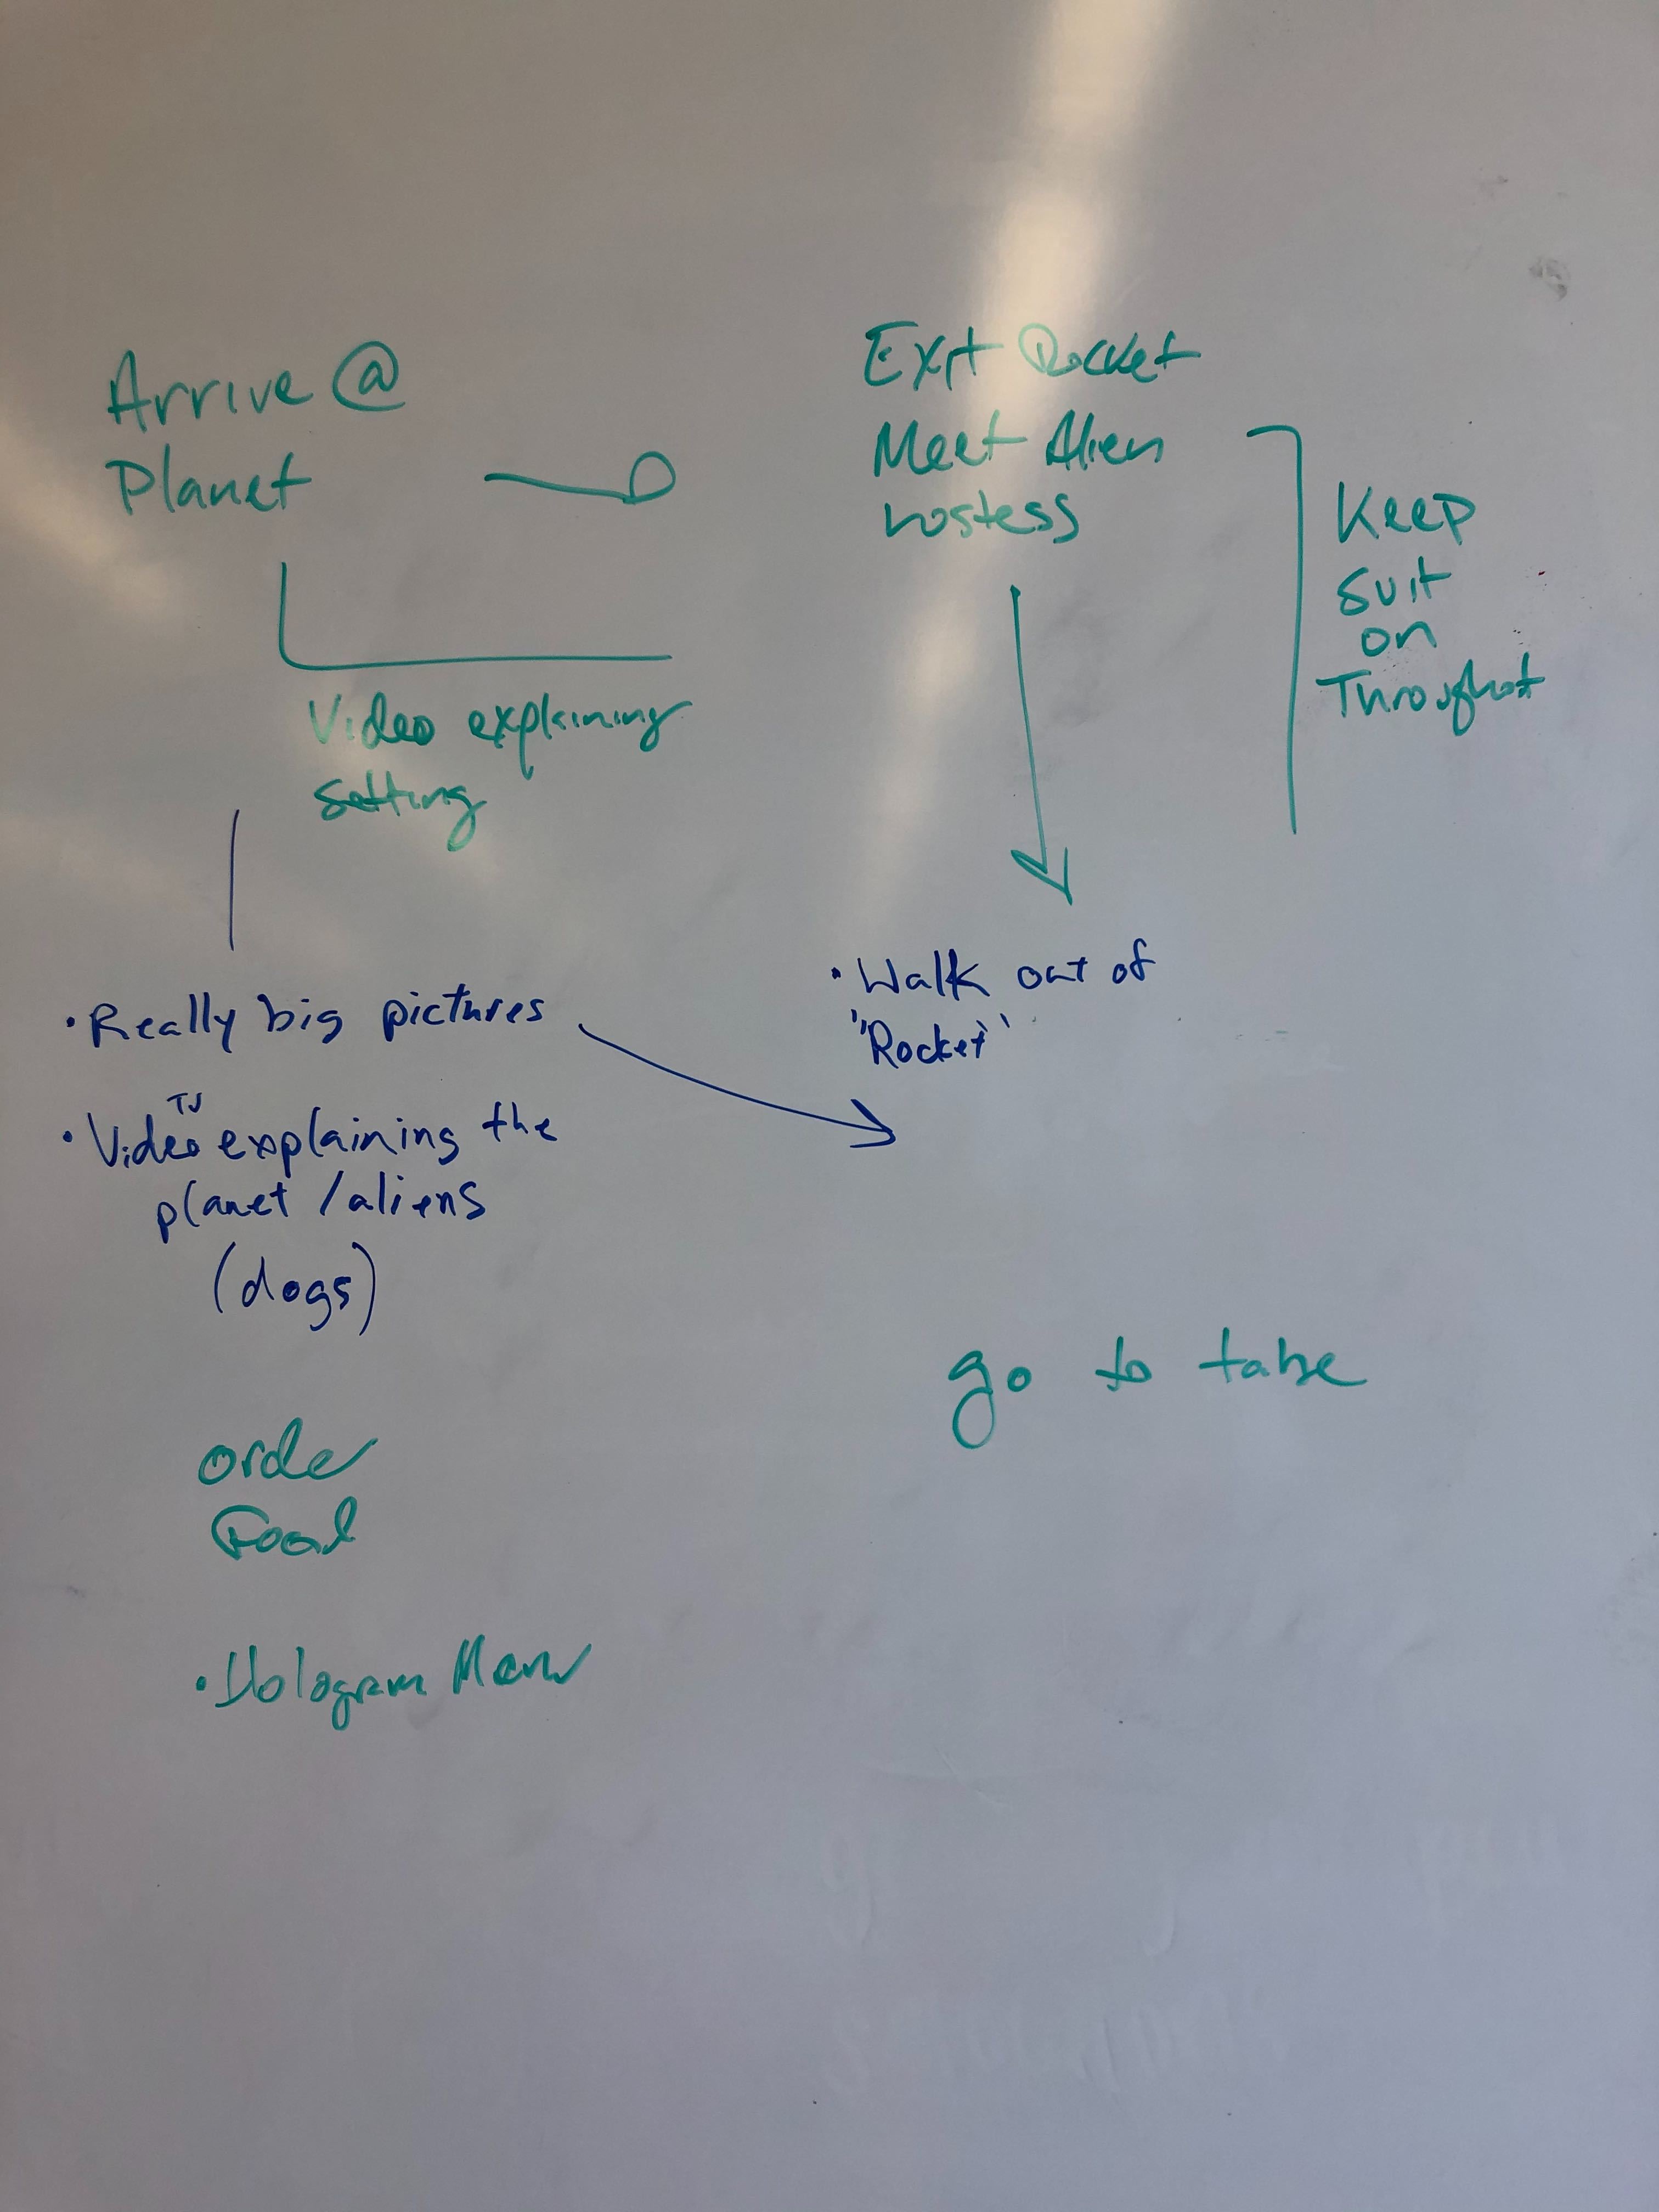 Arrive @
Planet
Video explaining
setting
• Really big pictures
TV
• Video explaining the
planet / aliens
(dogs)
Exit Rocket
Meet Alien
hostess
Keep
Suit
on
Throughout
• Walk out of
"Rocket"
go to table
order
Food
• Hologram Menu